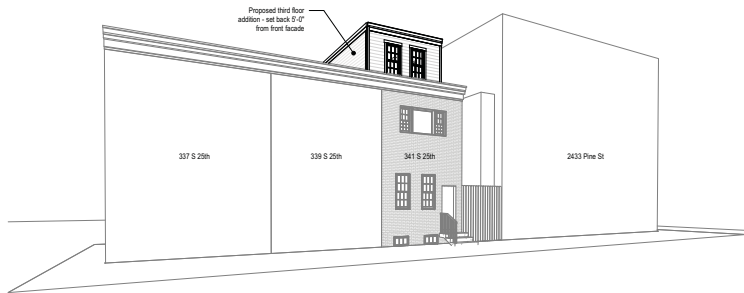 Proposed third floor
addition - set back 5'-0"
from front facade
337 S 25th
339 S 25th
341 S 25th
2433 Pine St